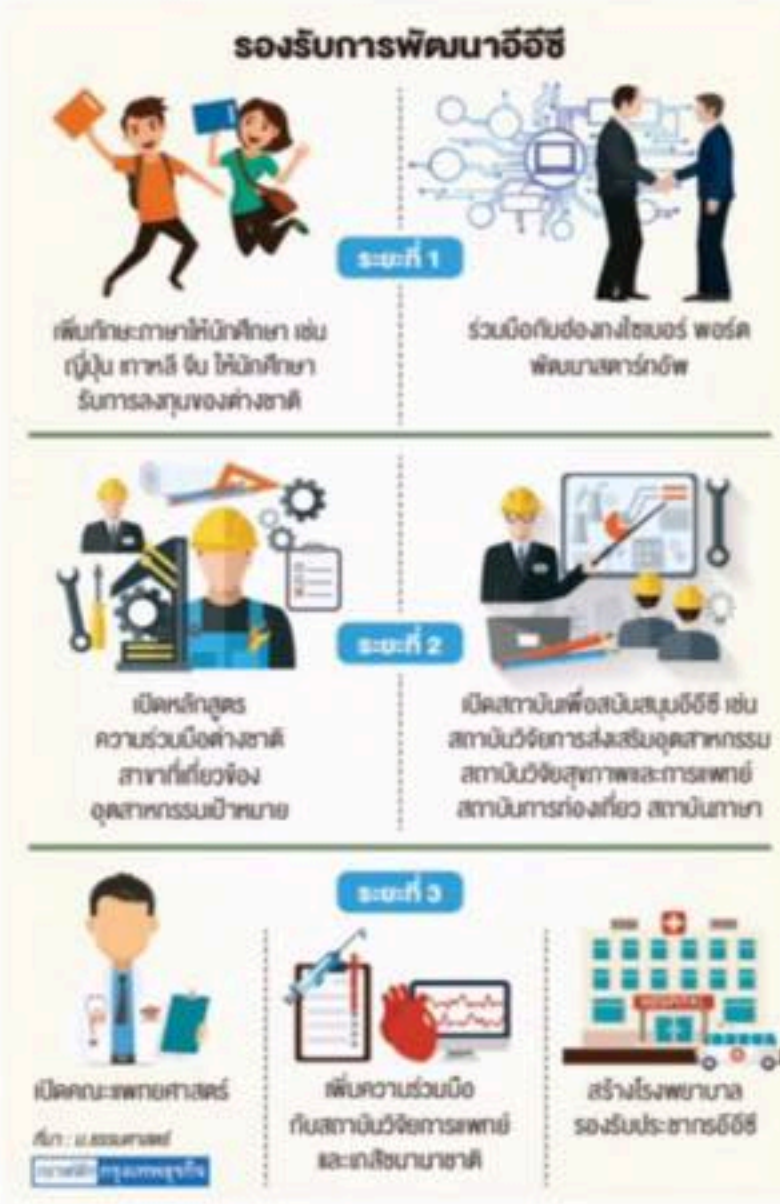 รองรับการพัฒนาอีอีซี
ระยะที่ 1
เพิ่มทักษะภาษาให้นักศึกษา เช่น
ญี่ปุ่น เกาหลี จีน ให้นักศึกษา
รับการลงทุนของต่างชาติ
ร่วมมือกับฮ่องกงไซเบอร์ พอร์ต
พัฒนาสตาร์ทอัพ
ระยะที่ 2
เปิดหลักสูตร
ความร่วมมือต่างชาติ
สาขาที่เกี่ยวข้อง
อุตสาหกรรมเป้าหมาย
เปิดสถาบันเพื่อสนับสนุนอีอีซี เช่น
สถาบันวิจัยการส่งเสริมอุตสาหกรรม
สถาบันวิจัยสุขภาพและการแพทย์
สถาบันการท่องเที่ยว สถาบันภาษา
ระยะที่ 3
เปิดคณะแพทยศาสตร์
เพิ่มความร่วมมือ
กับสถาบันวิจัยการแพทย์
และเภสัชนานาชาติ
HOSPITAL
สร้างโรงพยาบาล
รองรับประชากรอีอีซี
ที่มา : ม.ธรรมศาสตร์
กราฟฟิก กรุงเทพธุรกิจ